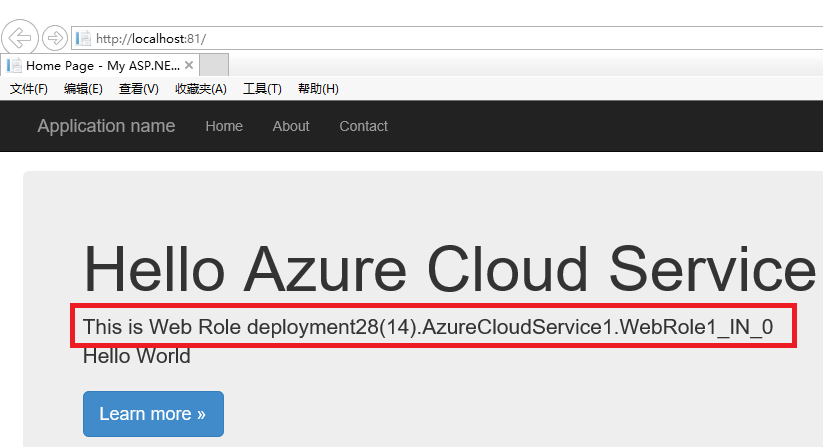 http://localhost:81/
Home Page - My ASP.NE...
文件(F) 编辑(E) 查看(V) 收藏夹(A) 工具(T) 帮助(H)
Application name Home About Contact
Hello Azure Cloud Service
This is Web Role deployment28(14).AzureCloudService1.WebRole1_IN_0
Hello World
Learn more »